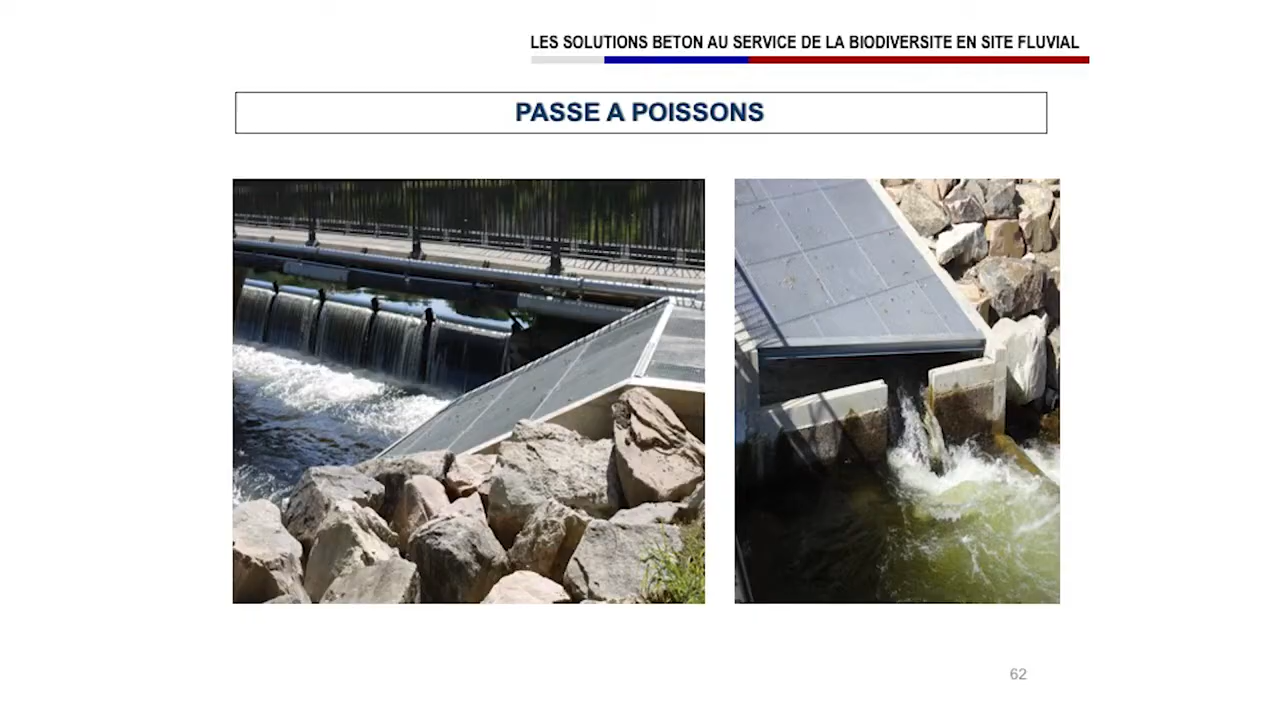 LES SOLUTIONS BETON AU SERVICE DE LA BIODIVERSITE EN SITE FLUVIAL
PASSE A POISSONS
62